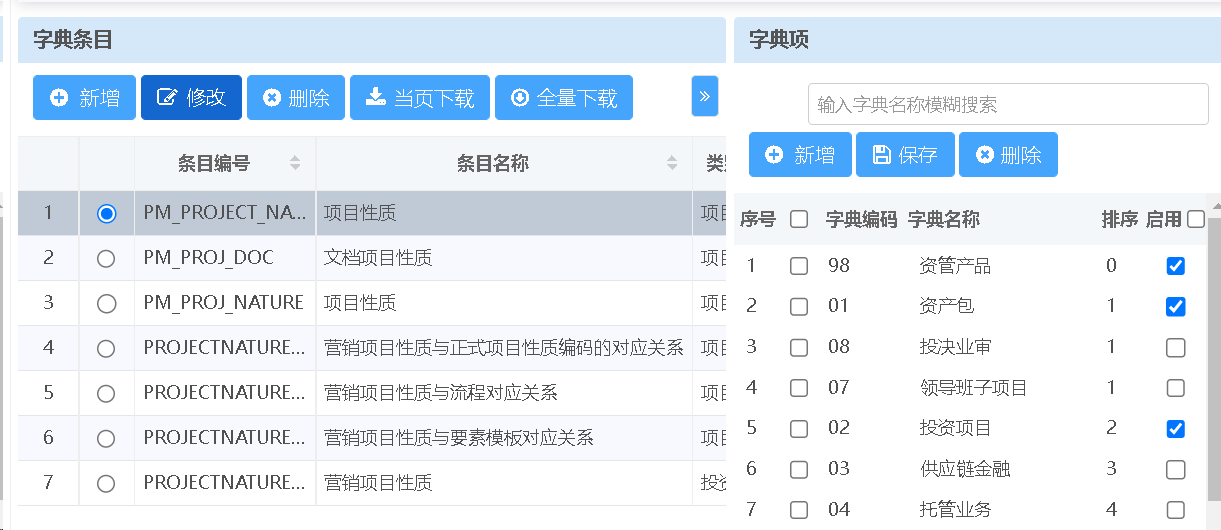 字典条目
新增 修改 删除 当页下载 全量下载 »
条目编号 条目名称 类
1 PM_PROJECT_NA... 项目性质 项
2 PM_PROJ_DOC 文档项目性质 项
3 PM_PROJ_NATURE 项目性质 项
4 PROJECTNATURE... 营销项目性质与正式项目性质编码的对应关系 项
5 PROJECTNATURE... 营销项目性质与流程对应关系 项
6 PROJECTNATURE... 营销项目性质与要素模板对应关系 项
7 PROJECTNATURE... 营销项目性质 投
字典项
输入字典名称模糊搜索
新增 保存 删除
序号 字典编码 字典名称 排序 启用
1 98 资管产品 0
2 01 资产包 1
3 08 投决业审 1
4 07 领导班子项目 1
5 02 投资项目 2
6 03 供应链金融 3
7 04 托管业务 4